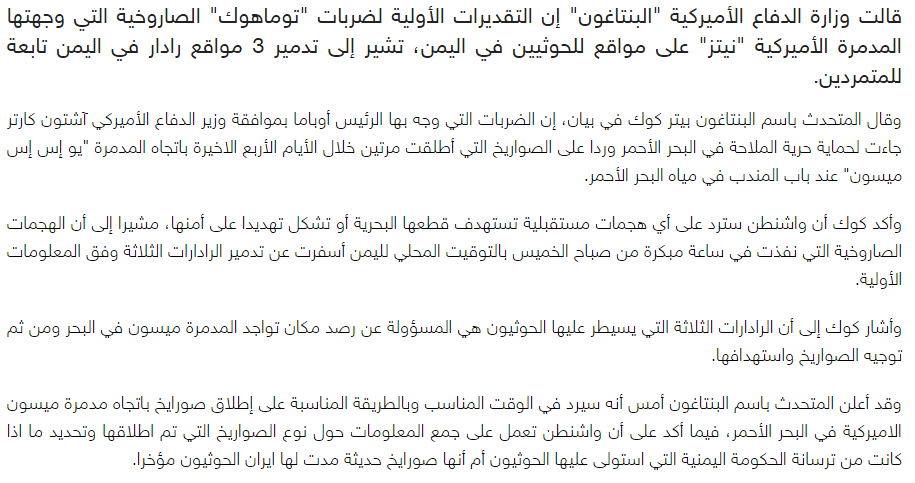 قالت وزارة الدفاع الأميركية "البنتاغون" إن التقديرات الأولية لضربات "توماهوك" الصاروخية التي وجهتها
المدمرة الأميركية "نيتز" على مواقع للحوثيين في اليمن، تشير إلى تدمير 3 مواقع رادار في اليمن تابعة
للمتمردين.
وقال المتحدث باسم البنتاغون بيتر كوك في بيان، إن الضربات التي وجه بها الرئيس أوباما بموافقة وزير الدفاع الأميركي آشتون كارتر
جاءت لحماية حرية الملاحة في البحر الأحمر وردا على الصواريخ التي أطلقت مرتين خلال الأيام الأربع الاخيرة باتجاه المدمرة "يو إس إس
ميسون" عند باب المندب في مياه البحر الأحمر.
وأكد كوك أن واشنطن سترد على أي هجمات مستقبلية تستهدف قطعها البحرية أو تشكل تهديدا على أمنها، مشيرا إلى أن الهجمات
الصاروخية التي نفذت في ساعة مبكرة من صباح الخميس بالتوقيت المحلي لليمن أسفرت عن تدمير الرادارات الثلاثة وفق المعلومات
الأولية.
وأشار كوك إلى أن الرادارات الثلاثة التي يسيطر عليها الحوثيون هي المسؤولة عن رصد مكان تواجد المدمرة ميسون في البحر ومن ثم
توجيه الصواريخ واستهدافها.
وقد أعلن المتحدث باسم البنتاغون أمس أنه سيرد في الوقت المناسب وبالطريقة المناسبة على إطلاق صورايخ باتجاه مدمرة ميسون
الاميركية في البحر الأحمر، فيما أكد على أن واشنطن تعمل على جمع المعلومات حول نوع الصواريخ التي تم اطلاقها وتحديد ما اذا
كانت من ترسانة الحكومة اليمنية التي استولى عليها الحوثيون أم أنها صورايخ حديثة مدت لها ايران الحوثيون مؤخرا.